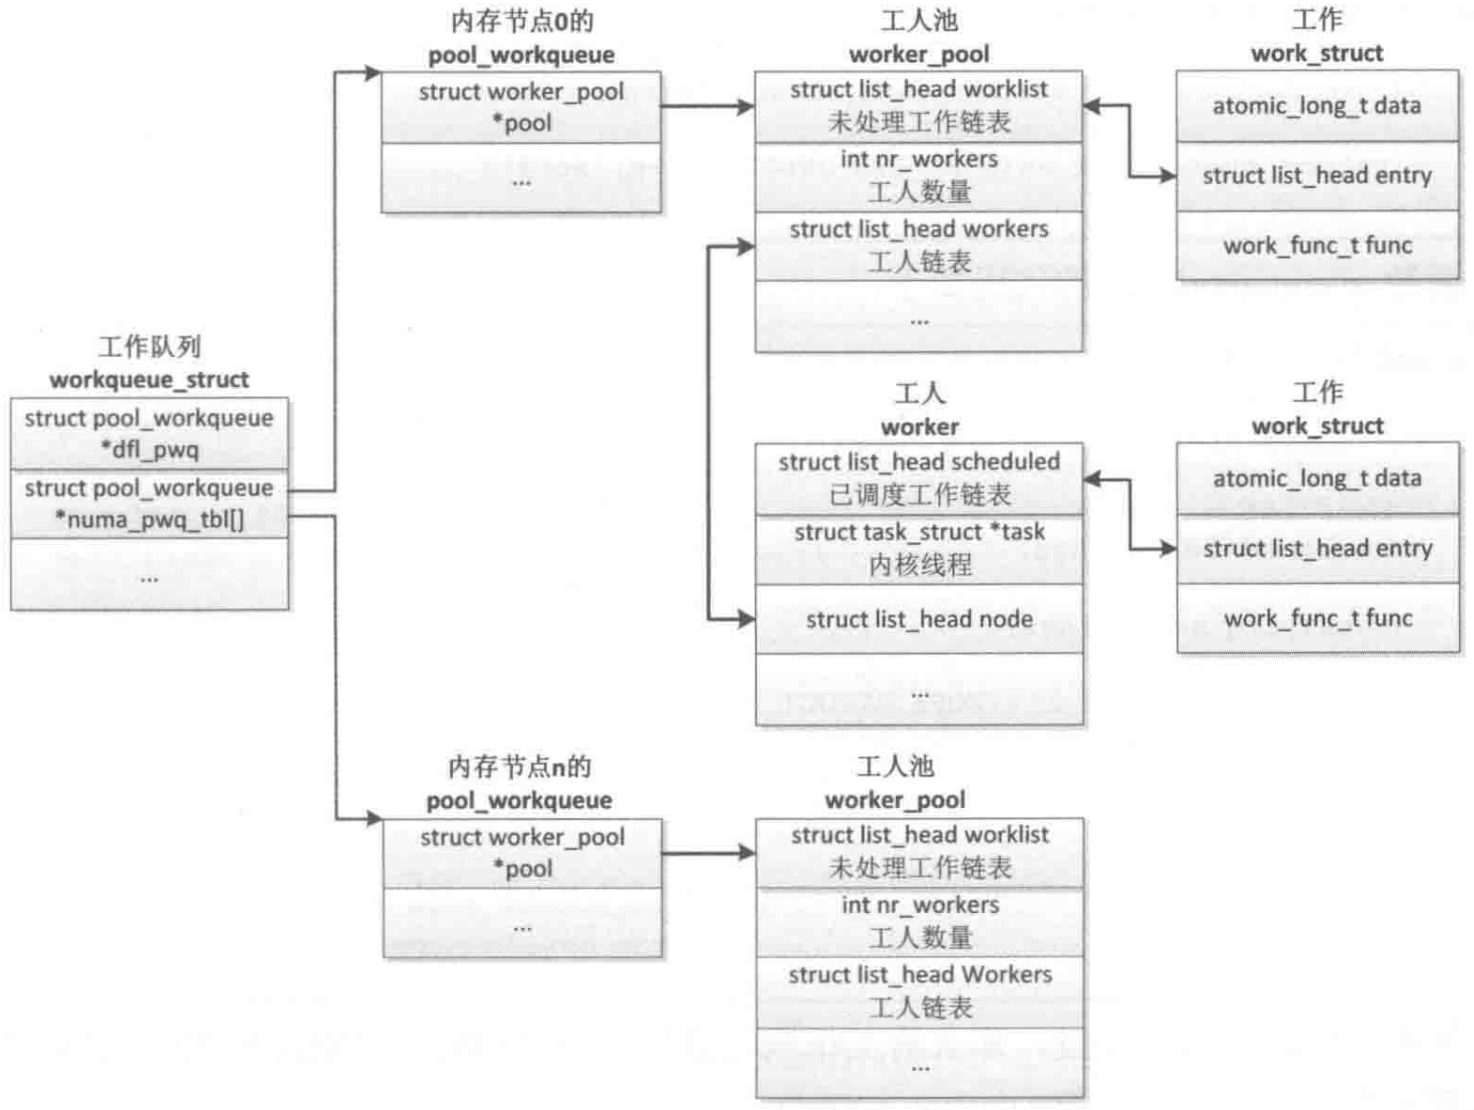 内存节点0的
pool_workqueue
struct worker_pool
*pool
...
工人池
worker_pool
struct list_head worklist
未处理工作链表
int nr_workers
工人数量
struct list_head workers
工人链表
...
工作
work_struct
atomic_long_t data
struct list_head entry
work_func_t func
工作队列
workqueue_struct
struct pool_workqueue
*dfl_pwq
struct pool_workqueue
*numa_pwq_tbl[]
...
工人
worker
struct list_head scheduled
已调度工作链表
struct task_struct *task
内核线程
struct list_head node
...
工作
work_struct
atomic_long_t data
struct list_head entry
work_func_t func
内存节点n的
pool_workqueue
struct worker_pool
*pool
...
工人池
worker_pool
struct list_head worklist
未处理工作链表
int nr_workers
工人数量
struct list_head Workers
工人链表
...